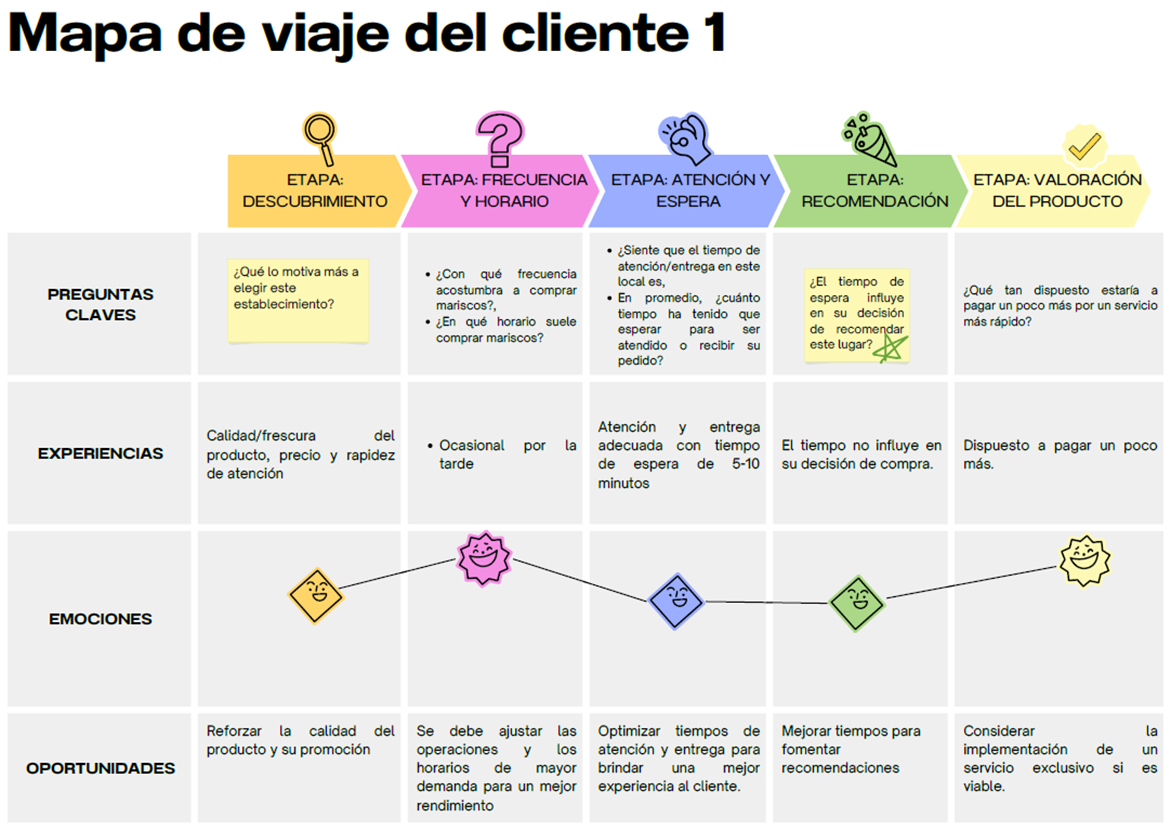 Mapa de viaje del cliente 1
ETAPA:
DESCUBRIMIENTO
ETAPA: FRECUENCIA
Y HORARIO
ETAPA: ATENCIÓN Y
ESPERA
ETAPA:
RECOMENDACIÓN
ETAPA: VALORACIÓN
DEL PRODUCTO
PREGUNTAS
CLAVES
¿Qué lo motiva más a
elegir este
establecimiento?
• ¿Con qué frecuencia
acostumbra a comprar
mariscos?,
• ¿En qué horario suele
comprar mariscos?
• ¿Siente que el tiempo de
atención/entrega en este
local es,
• En promedio, ¿cuánto
tiempo ha tenido que
esperar para ser
atendido o recibir su
pedido?
¿El tiempo de
espera influye
en su decisión
de recomendar
este lugar?
¿Qué tan dispuesto estaría a
pagar un poco más por un servicio
más rápido?
EXPERIENCIAS
Calidad/frescura del
producto, precio y rapidez
de atención
• Ocasional por la
tarde
Atención y entrega
adecuada con tiempo
de espera de 5-10
minutos
El tiempo no influye en
su decisión de compra.
Dispuesto a pagar un poco
más.
EMOCIONES
OPORTUNIDADES
Reforzar la calidad del
producto y su promoción
Se debe ajustar las
operaciones y los
horarios de mayor
demanda para un mejor
rendimiento
Optimizar tiempos de
atención y entrega para
brindar una mejor
experiencia al cliente.
Mejorar tiempos para
fomentar
recomendaciones
Considerar la
implementación de un
servicio exclusivo si es
viable.